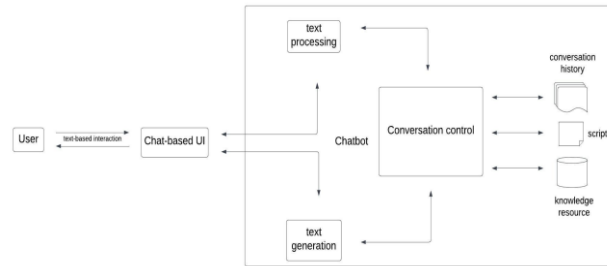 text
processing
conversation
history
User
text-based interaction
Chat-based UI
Chatbot
Conversation control
script
knowledge
resource
text
generation